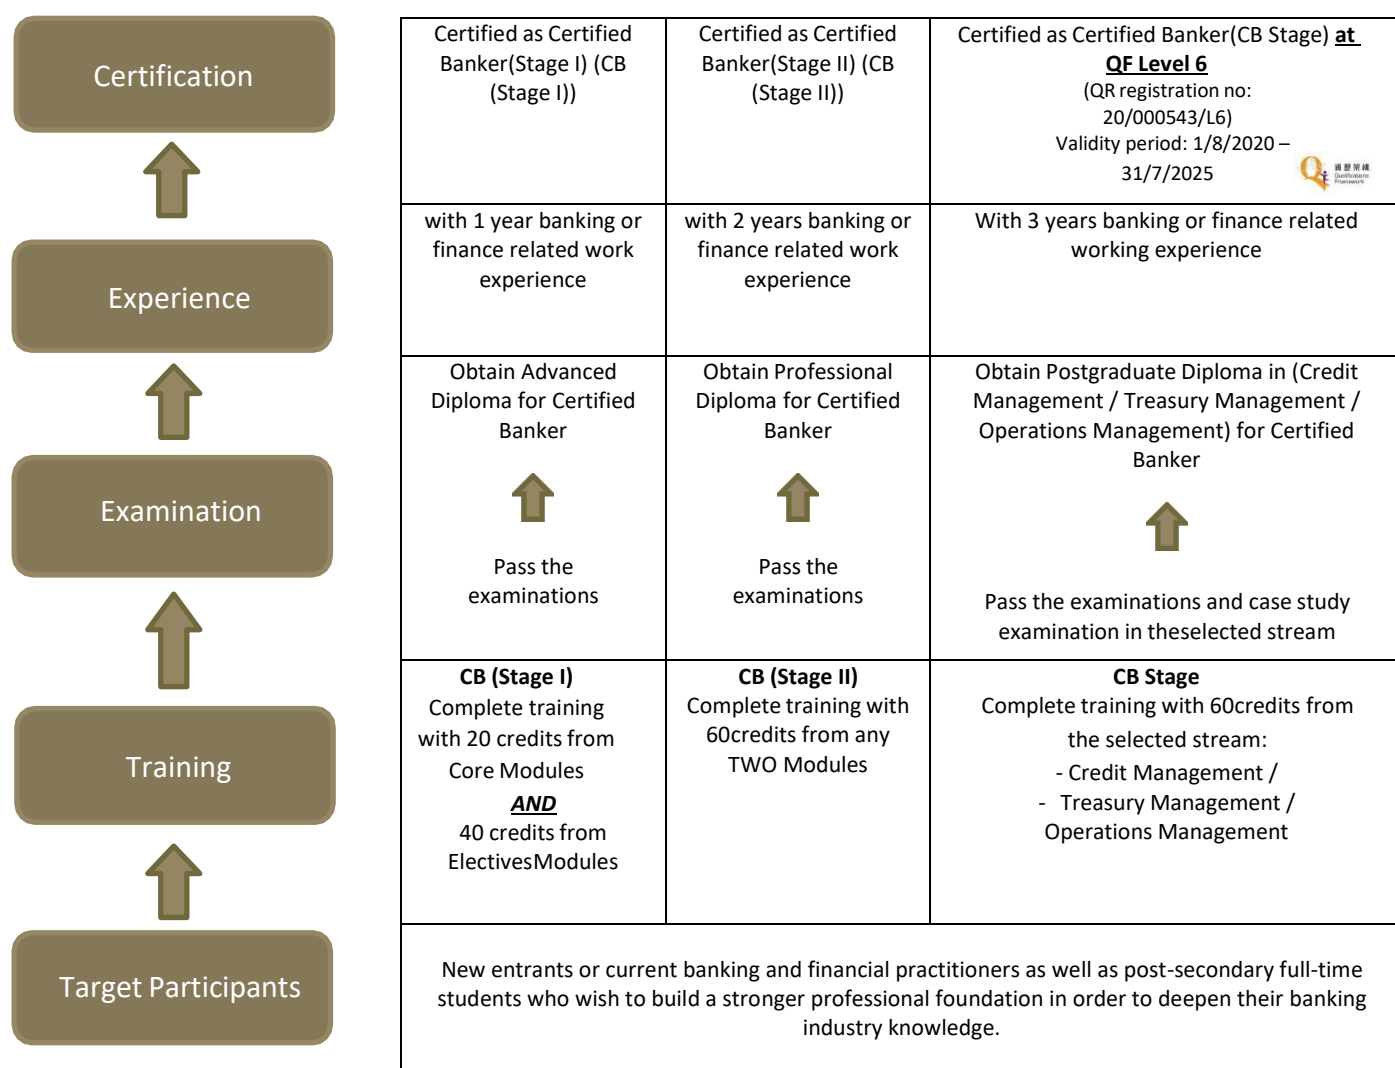 Certification
Certified as Certified
Banker(Stage I) (CB
(Stage I))
Certified as Certified
Banker(Stage II) (CB
(Stage II))
Certified as Certified Banker(CB Stage) at
QF Level 6
(QR registration no:
20/000543/L6)
Validity period: 1/8/2020 –
31/7/2025
資歷架構
Qualifications
Framework
Experience
with 1 year banking or
finance related work
experience
with 2 years banking or
finance related work
experience
With 3 years banking or finance related
working experience
Examination
Obtain Advanced
Diploma for Certified
Banker
Pass the
examinations
Obtain Professional
Diploma for Certified
Banker
Pass the
examinations
Obtain Postgraduate Diploma in (Credit
Management / Treasury Management /
Operations Management) for Certified
Banker
Pass the examinations and case study
examination in theselected stream
Training
CB (Stage I)
Complete training
with 20 credits from
Core Modules
AND
40 credits from
ElectivesModules
CB (Stage II)
Complete training with
60credits from any
TWO Modules
CB Stage
Complete training with 60credits from
the selected stream:
- Credit Management /
- Treasury Management /
Operations Management
Target Participants
New entrants or current banking and financial practitioners as well as post-secondary full-time
students who wish to build a stronger professional foundation in order to deepen their banking
industry knowledge.